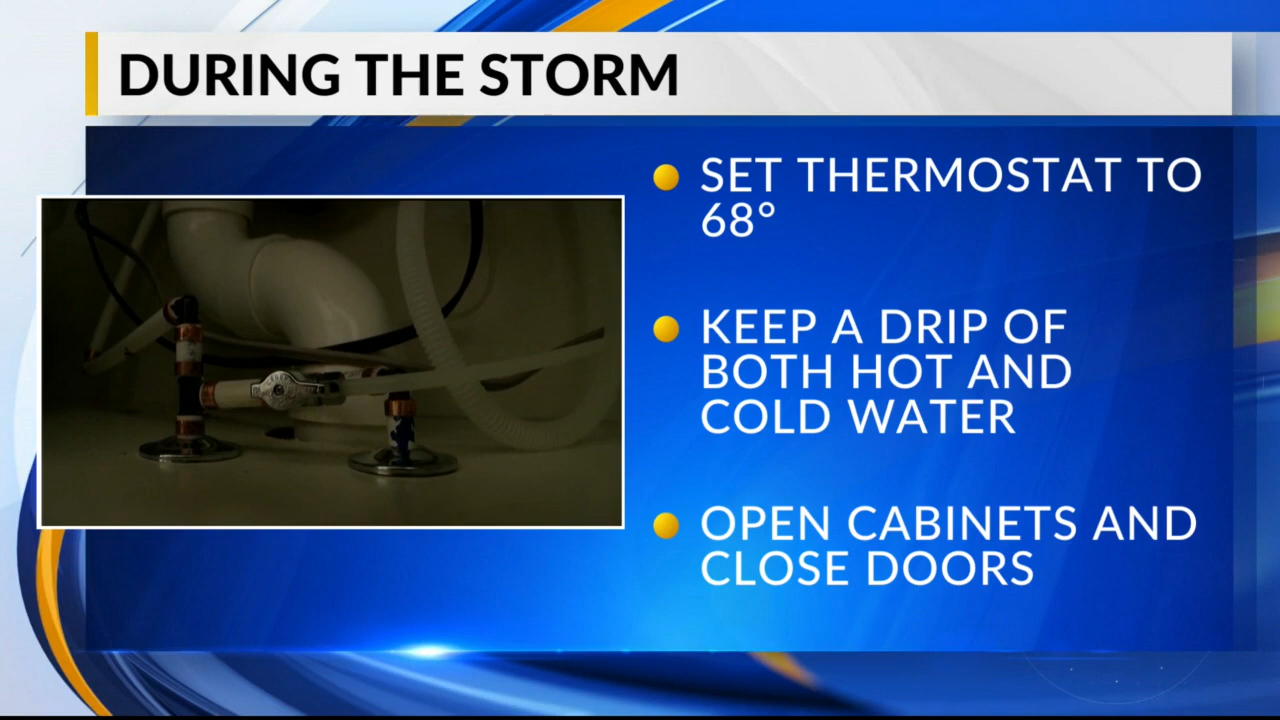 DURING THE STORM
SET THERMOSTAT TO
68°
KEEP A DRIP OF
BOTH HOT AND
COLD WATER
OPEN CABINETS AND
CLOSE DOORS